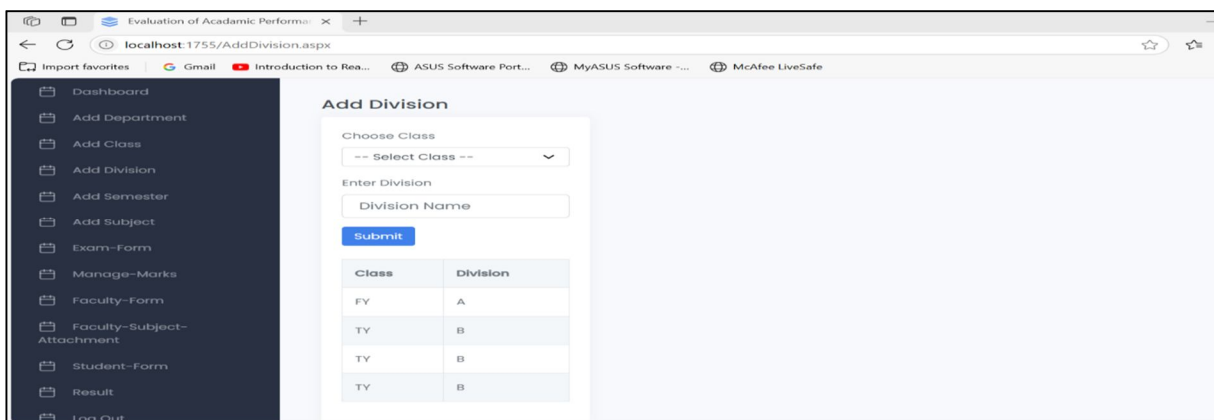 Evaluation of Acadamic Performa
localhost:1755/AddDivision.aspx
Import favorites
Gmail
Introduction to Rea...
ASUS Software Port...
MyASUS Software -...
McAfee LiveSafe
Dashboard
Add Department
Add Class
Add Division
Add Semester
Add Subject
Exam-Form
Manage-Marks
Faculty-Form
Faculty-Subject-
Attachment
Student-Form
Result
Log Out
Add Division
Choose Class
-- Select Class --
Enter Division
Division Name
Submit
Class Division
FY A
TY B
TY B
TY B